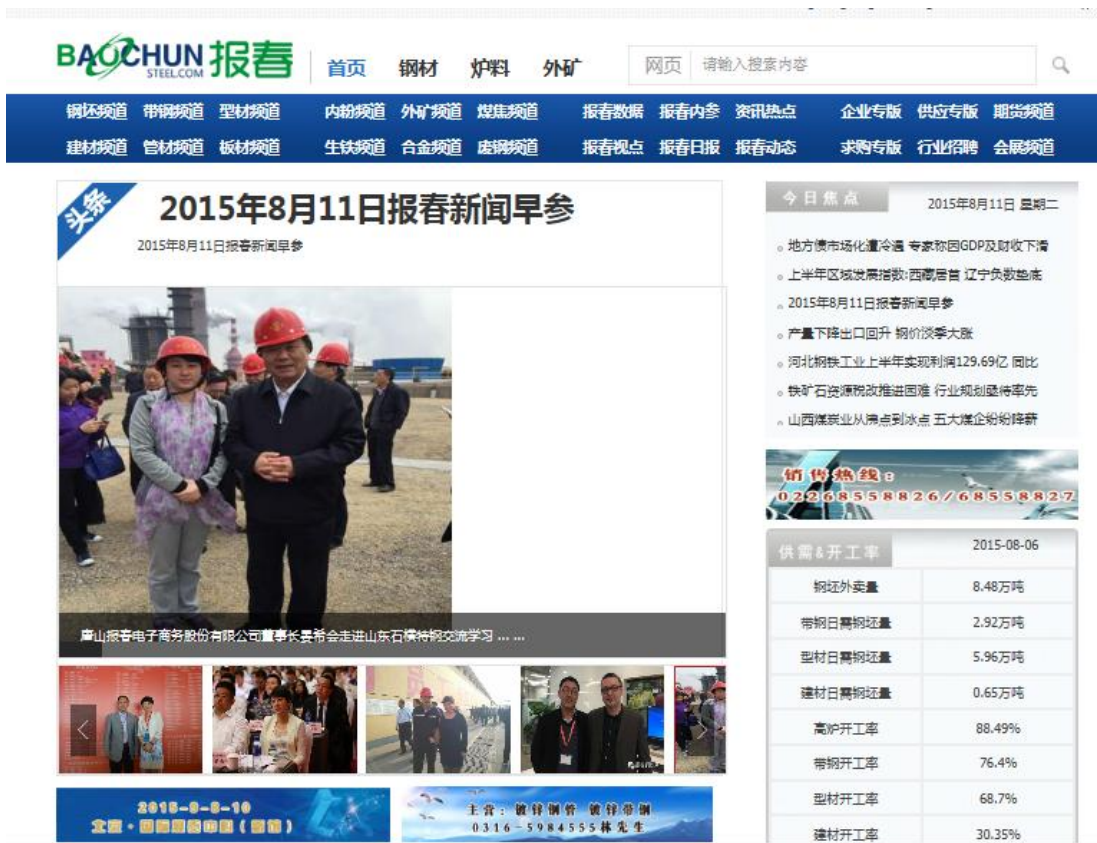 BAOCHUN 报春
STEEL.COM
首页 钢材 炉料 外矿
网页 请输入搜索内容
钢坯频道 带钢频道 型材频道 内粉频道 外矿频道 煤焦频道 报春数据 报春内参 资讯热点 企业专版 供应专版 期货频道
建材频道 管材频道 板材频道 生铁频道 合金频道 废钢频道 报春视点 报春日报 报春动态 求购专版 行业招聘 会展频道
头条
2015年8月11日报春新闻早参
2015年8月11日报春新闻早参
唐山报春电子商务股份有限公司董事长晏希会走进山东石横特钢交流学习 ... ...
2015-9-8-10
北京·国际展览中心(新馆)
主营: 镀锌钢管 镀锌带钢
0316-5984555林先生
今日焦点 2015年8月11日 星期二
地方债市场化遭冷遇 专家称因GDP及财收下滑
上半年区域发展指数:西藏居首 辽宁负数垫底
2015年8月11日报春新闻早参
产量下降出口回升 钢价淡季大涨
河北钢铁工业上半年实现利润129.69亿 同比
铁矿石资源税改推进困难 行业规划亟待率先
山西煤炭业从沸点到冰点 五大煤企纷纷降薪
销售热线:
02268558826/68558827
供需&开工率 2015-08-06
钢坯外卖量 8.48万吨
带钢日需钢坯量 2.92万吨
型材日需钢坯量 5.96万吨
建材日需钢坯量 0.65万吨
高炉开工率 88.49%
带钢开工率 76.4%
型材开工率 68.7%
建材开工率 30.35%